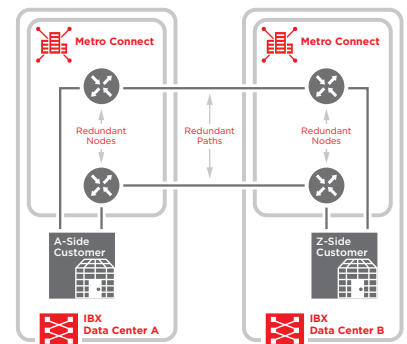 Metro Connect
Metro Connect
Redundant
Nodes
Redundant
Paths
Redundant
Nodes
A-Side
Customer
Z-Side
Customer
IBX
Data Center A
IBX
Data Center B